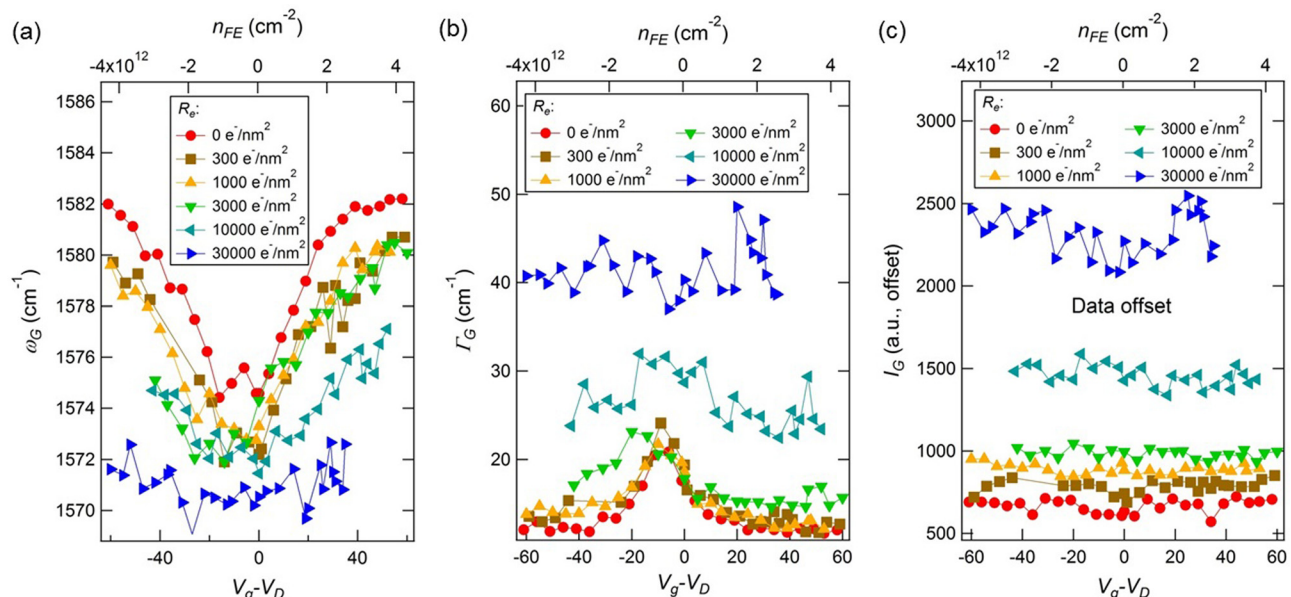 (a)
n_FE (cm^-2)
-4x10^12 -2 -1 0 1 2 3 4
1586
1584
1582
1580
1578
1576
1574
1572
1570
ω_G (cm^-1)
R_e:
0 e^-/nm^2
300 e^-/nm^2
1000 e^-/nm^2
3000 e^-/nm^2
10000 e^-/nm^2
30000 e^-/nm^2
-40 0 40
V_g-V_D
(b)
n_FE (cm^-2)
-4x10^12 -2 0 2 4
60
50
40
30
20
Γ_G (cm^-1)
R_e:
0 e^-/nm^2
300 e^-/nm^2
1000 e^-/nm^2
3000 e^-/nm^2
10000 e^-/nm^2
30000 e^-/nm^2
-60 -40 -20 0 20 40 60
V_g-V_D
(c)
n_FE (cm^-2)
-4x10^12 -2 0 2 4
3000
2500
2000
1500
1000
500
I_G (a.u., offset)
R_e:
0 e^-/nm^2
300 e^-/nm^2
1000 e^-/nm^2
3000 e^-/nm^2
10000 e^-/nm^2
30000 e^-/nm^2
Data offset
-60 -40 -20 0 20 40 60
V_g-V_D